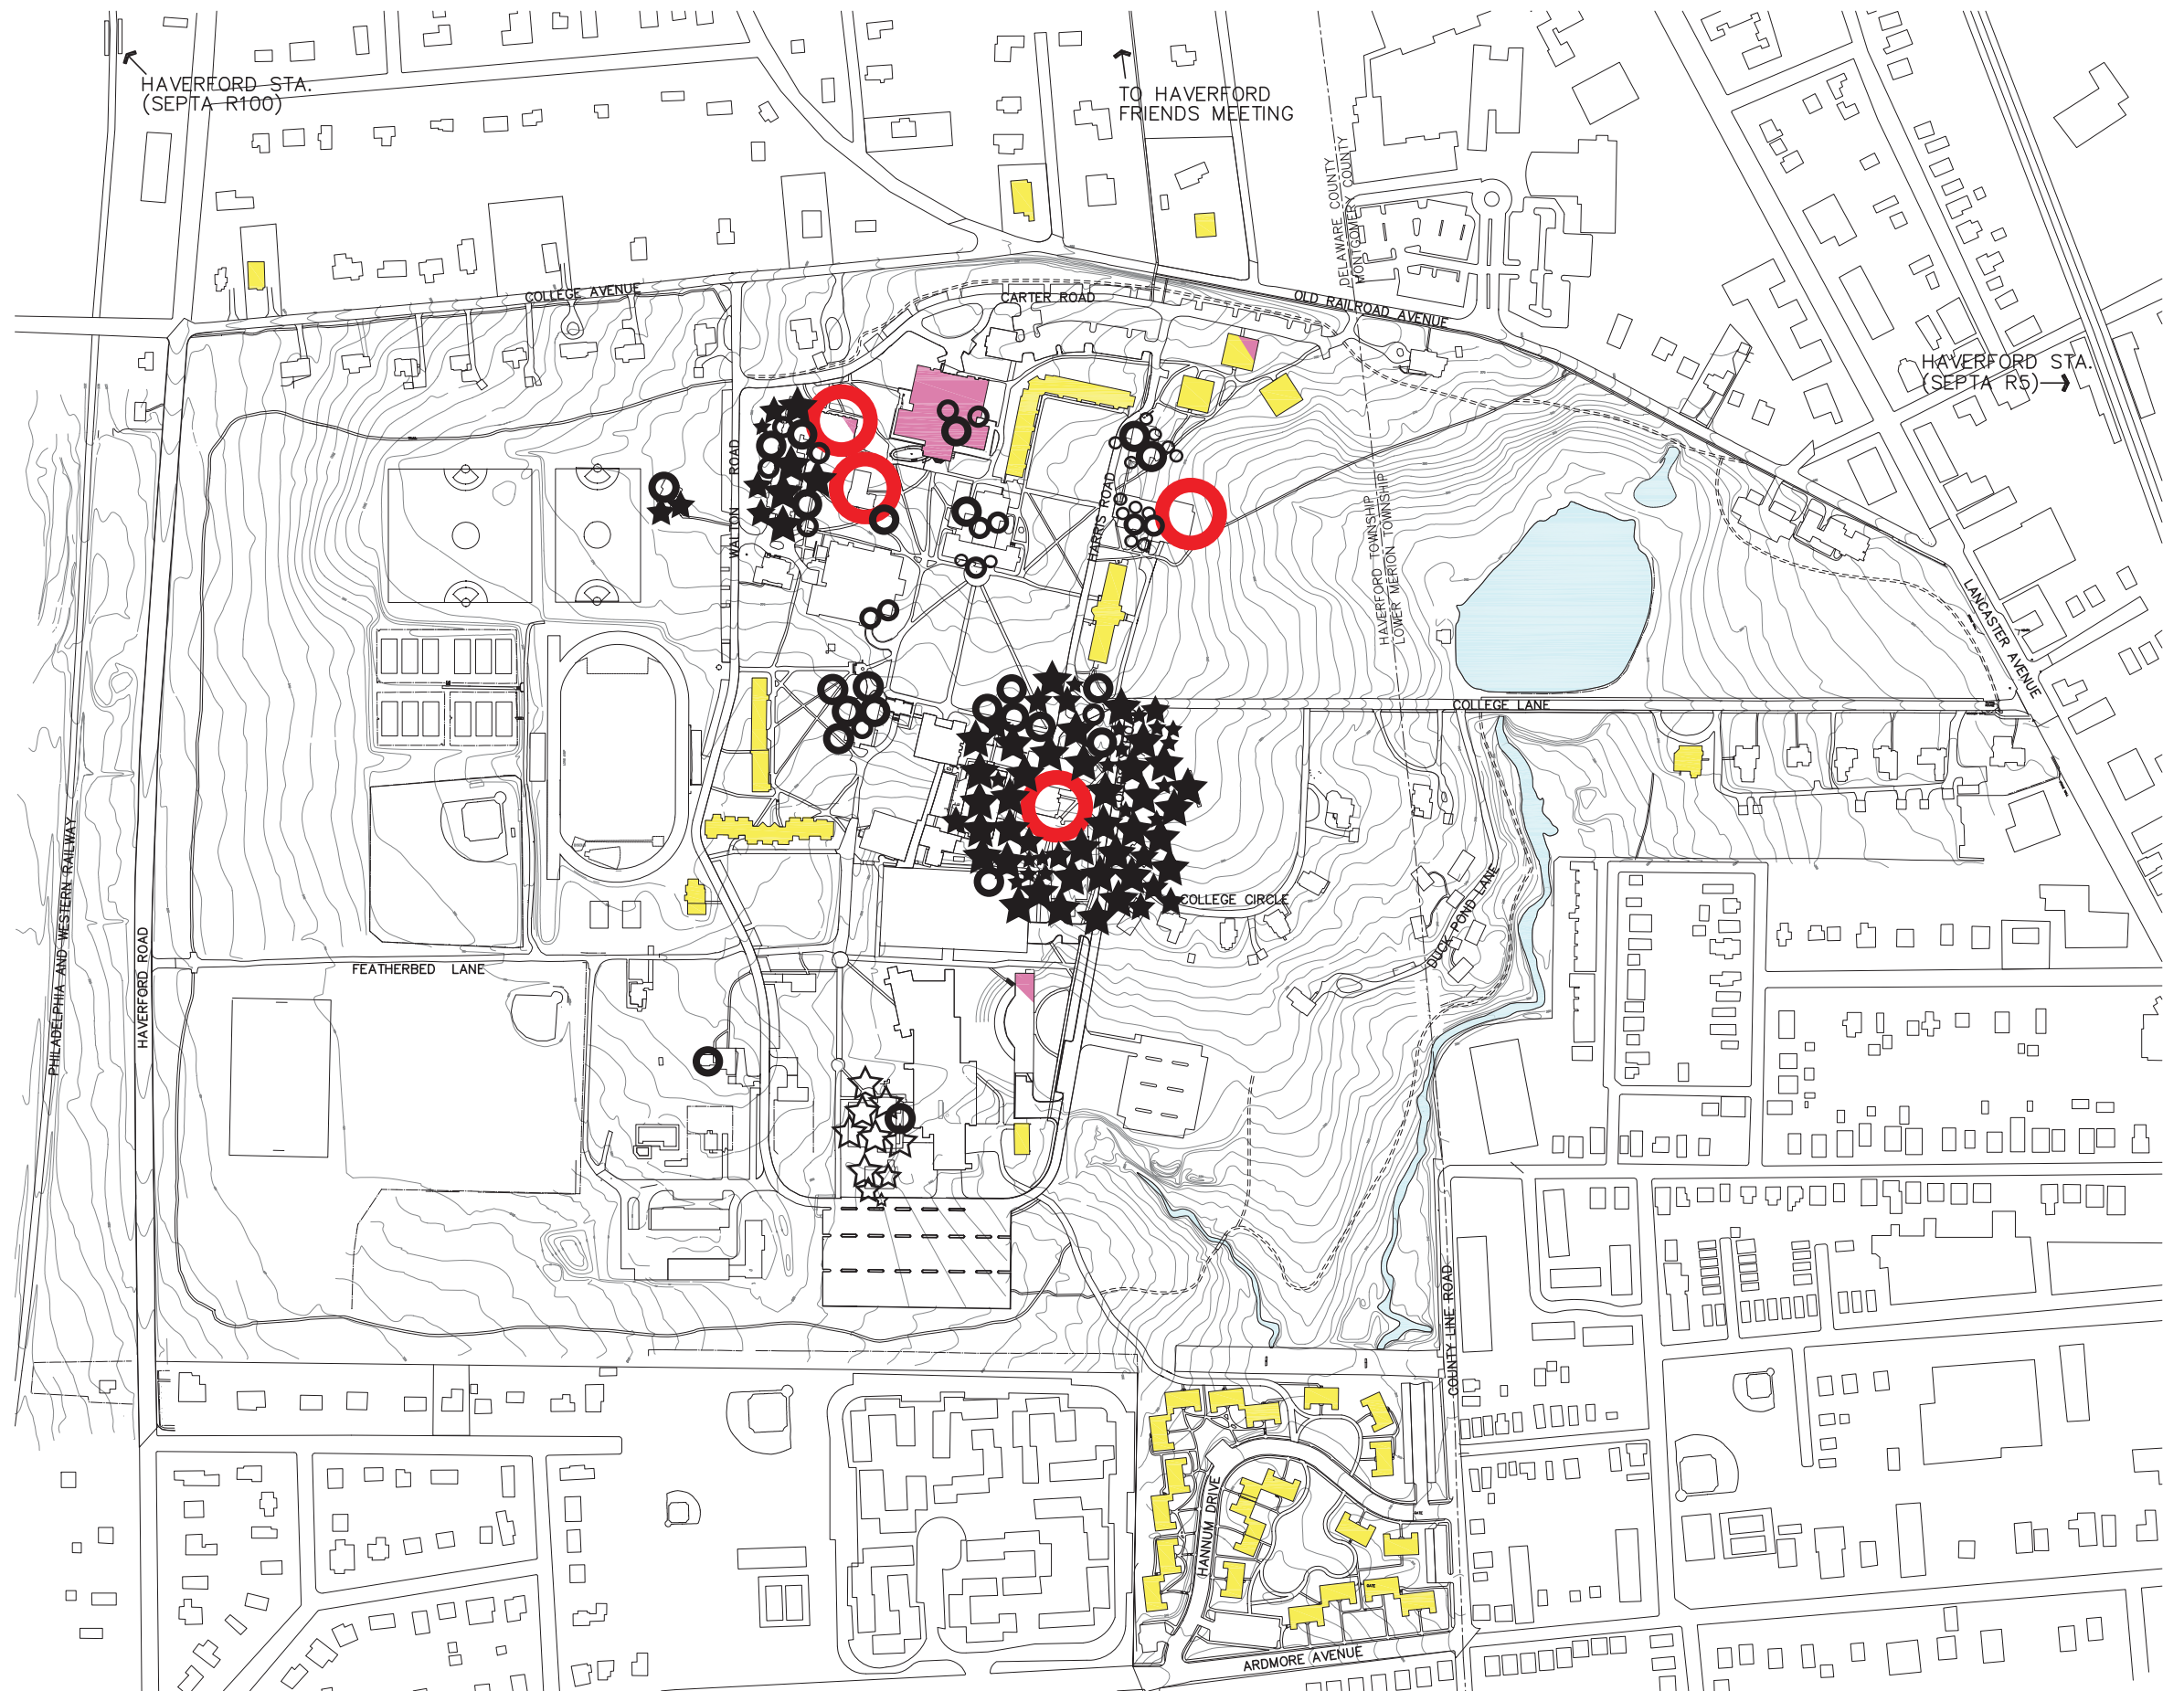 HAVERFORD STA.
(SEPTA R100)
TO HAVERFORD
FRIENDS MEETING
DELAWARE COUNTY
MONTGOMERY COUNTY
COLLEGE AVENUE
CARTER ROAD
OLD RAILROAD AVENUE
HAVERFORD STA.
(SEPTA R5)
WALTON ROAD
HARRIS ROAD
HAVERFORD TOWNSHIP
LOWER MERION TOWNSHIP
LANCASTER AVENUE
COLLEGE LANE
COLLEGE CIRCLE
DUCK POND LANE
PHILADELPHIA AND WESTERN RAILWAY
HAVERFORD ROAD
FEATHERBED LANE
COUNTY LINE ROAD
HANNUM DRIVE
ARDMORE AVENUE